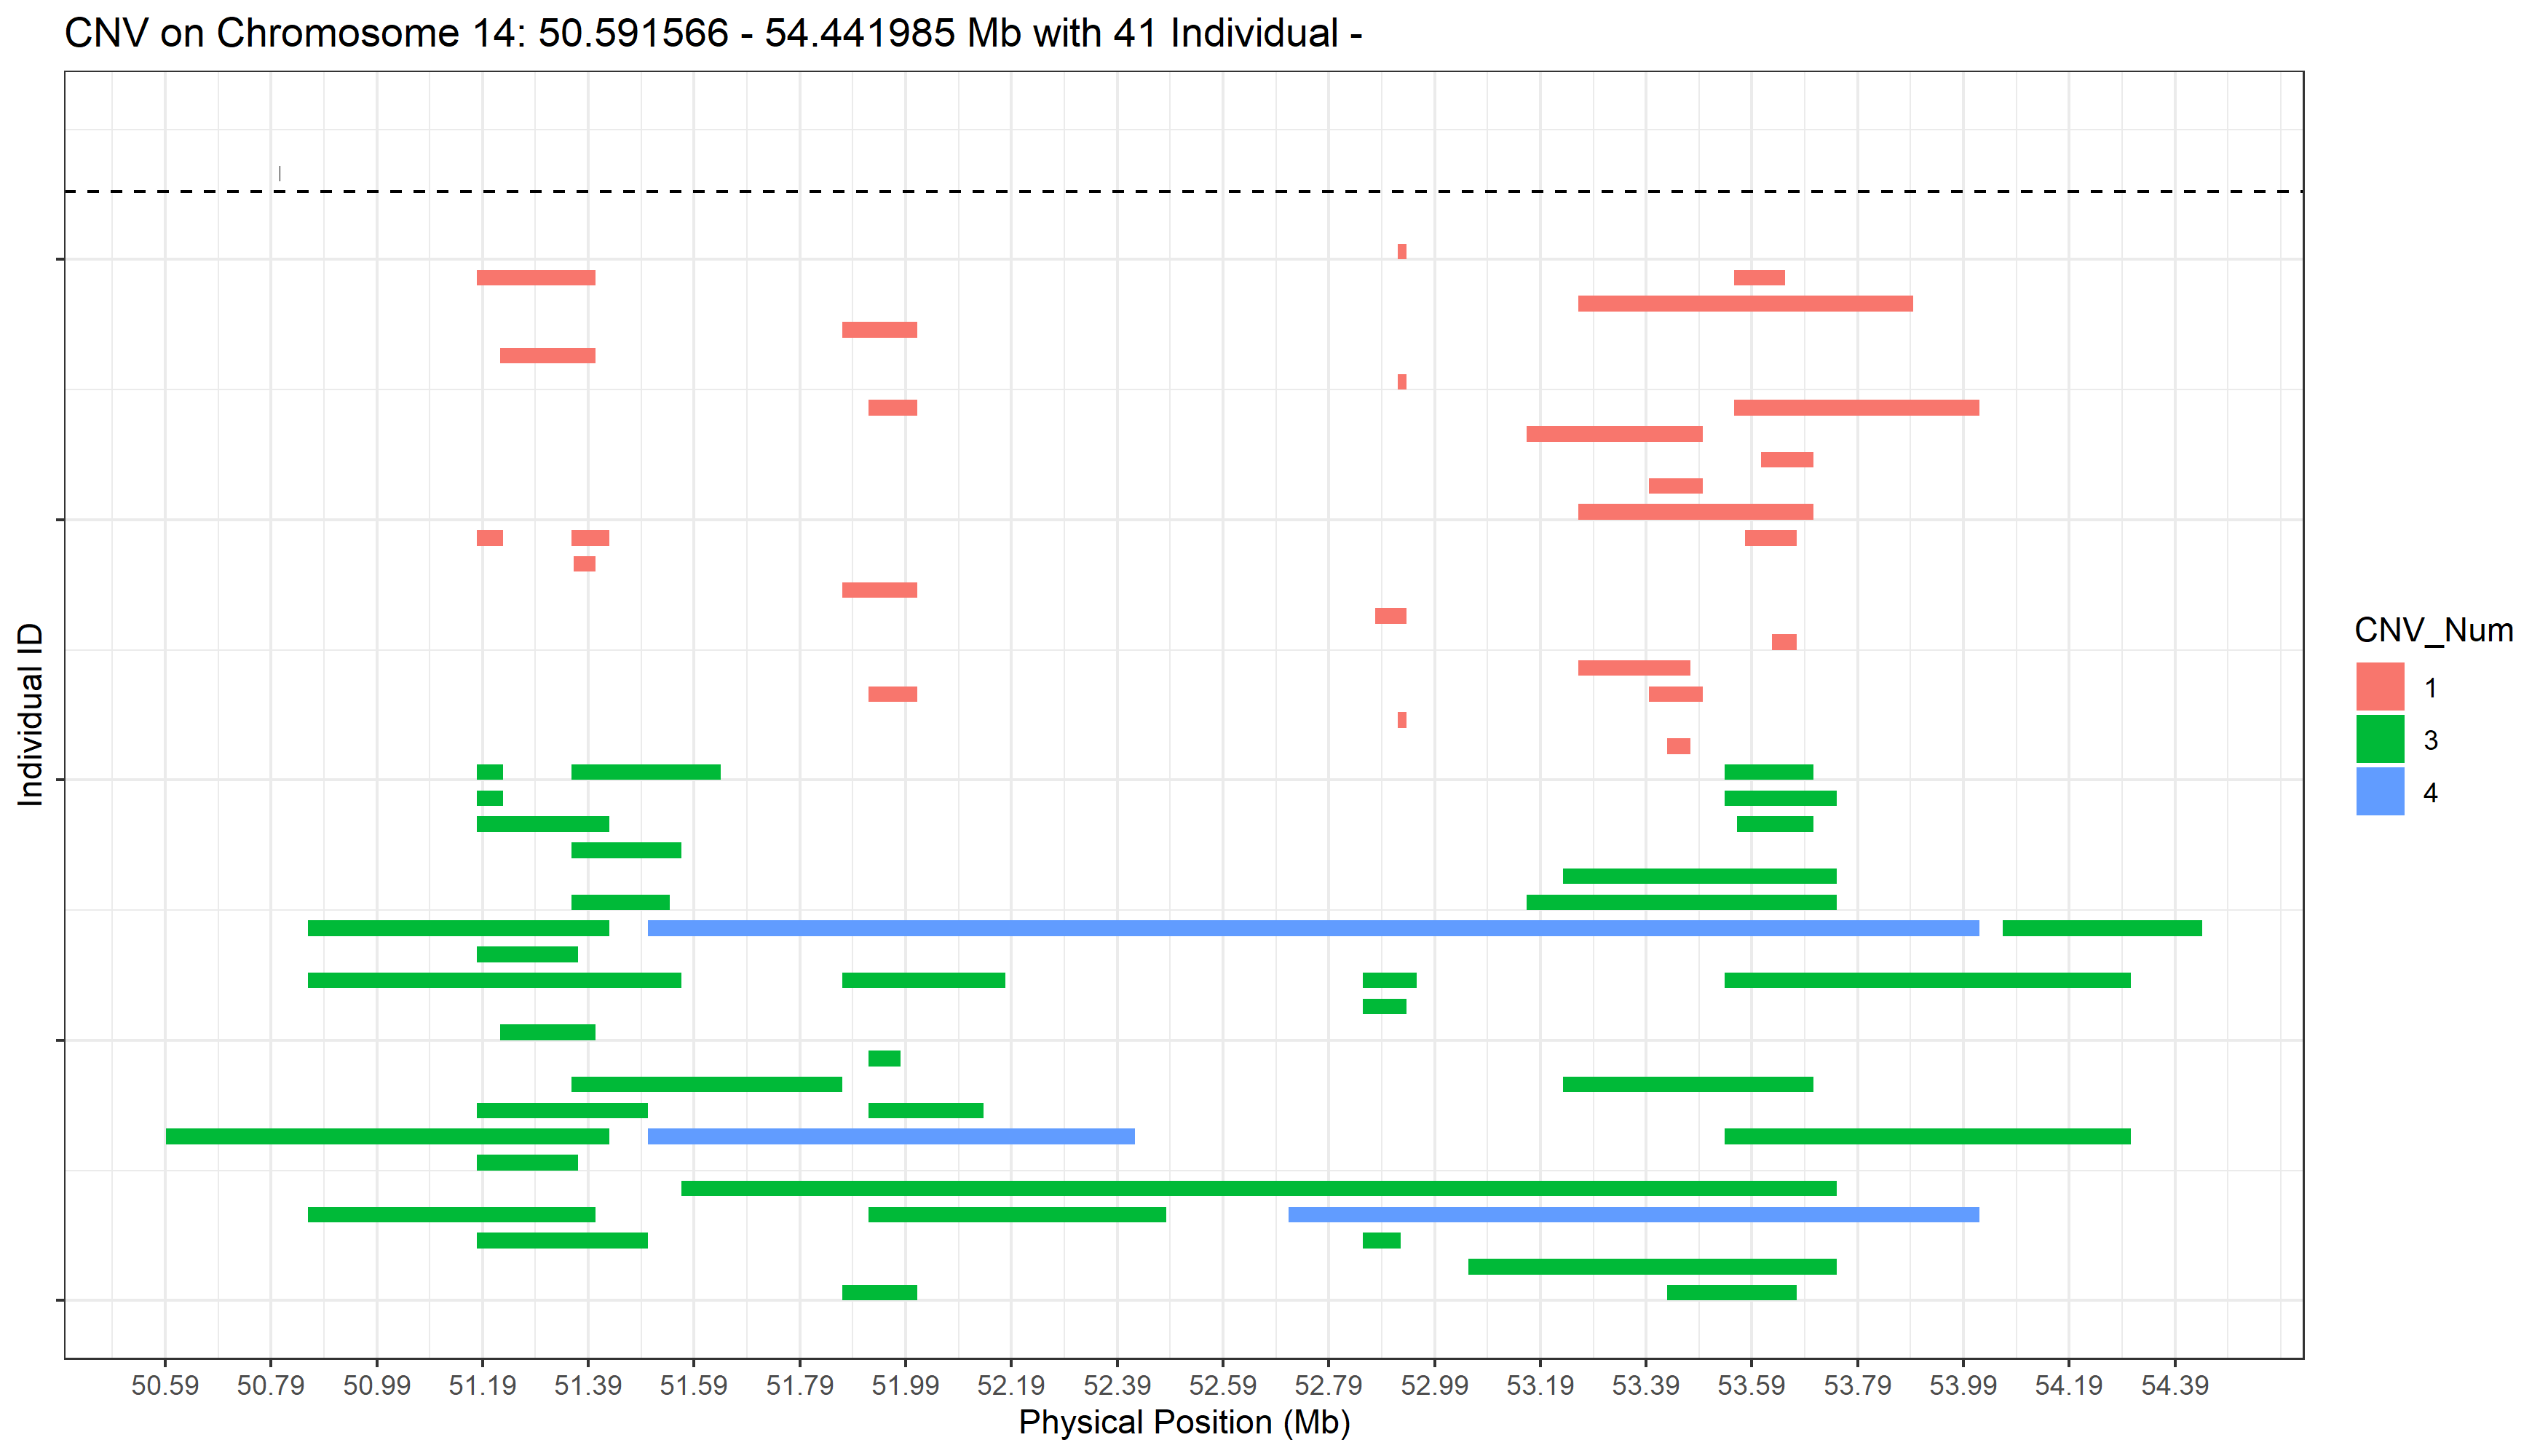 CNV on Chromosome 14: 50.591566 - 54.441985 Mb with 41 Individual -
Individual ID
CNV_Num
1
3
4
50.59 50.79 50.99 51.19 51.39 51.59 51.79 51.99 52.19 52.39 52.59 52.79 52.99 53.19 53.39 53.59 53.79 53.99 54.19 54.39
Physical Position (Mb)